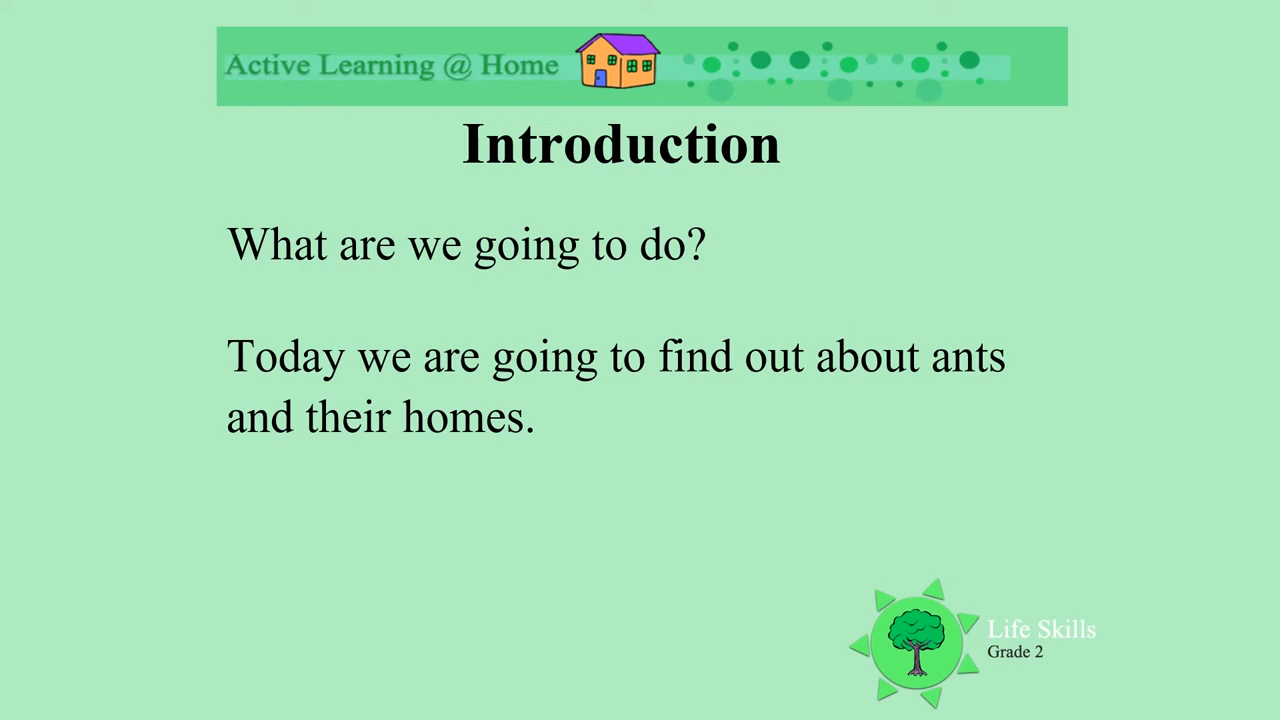 Active Learning @ Home
Introduction
What are we going to do?
Today we are going to find out about ants
and their homes.
Life Skills
Grade 2